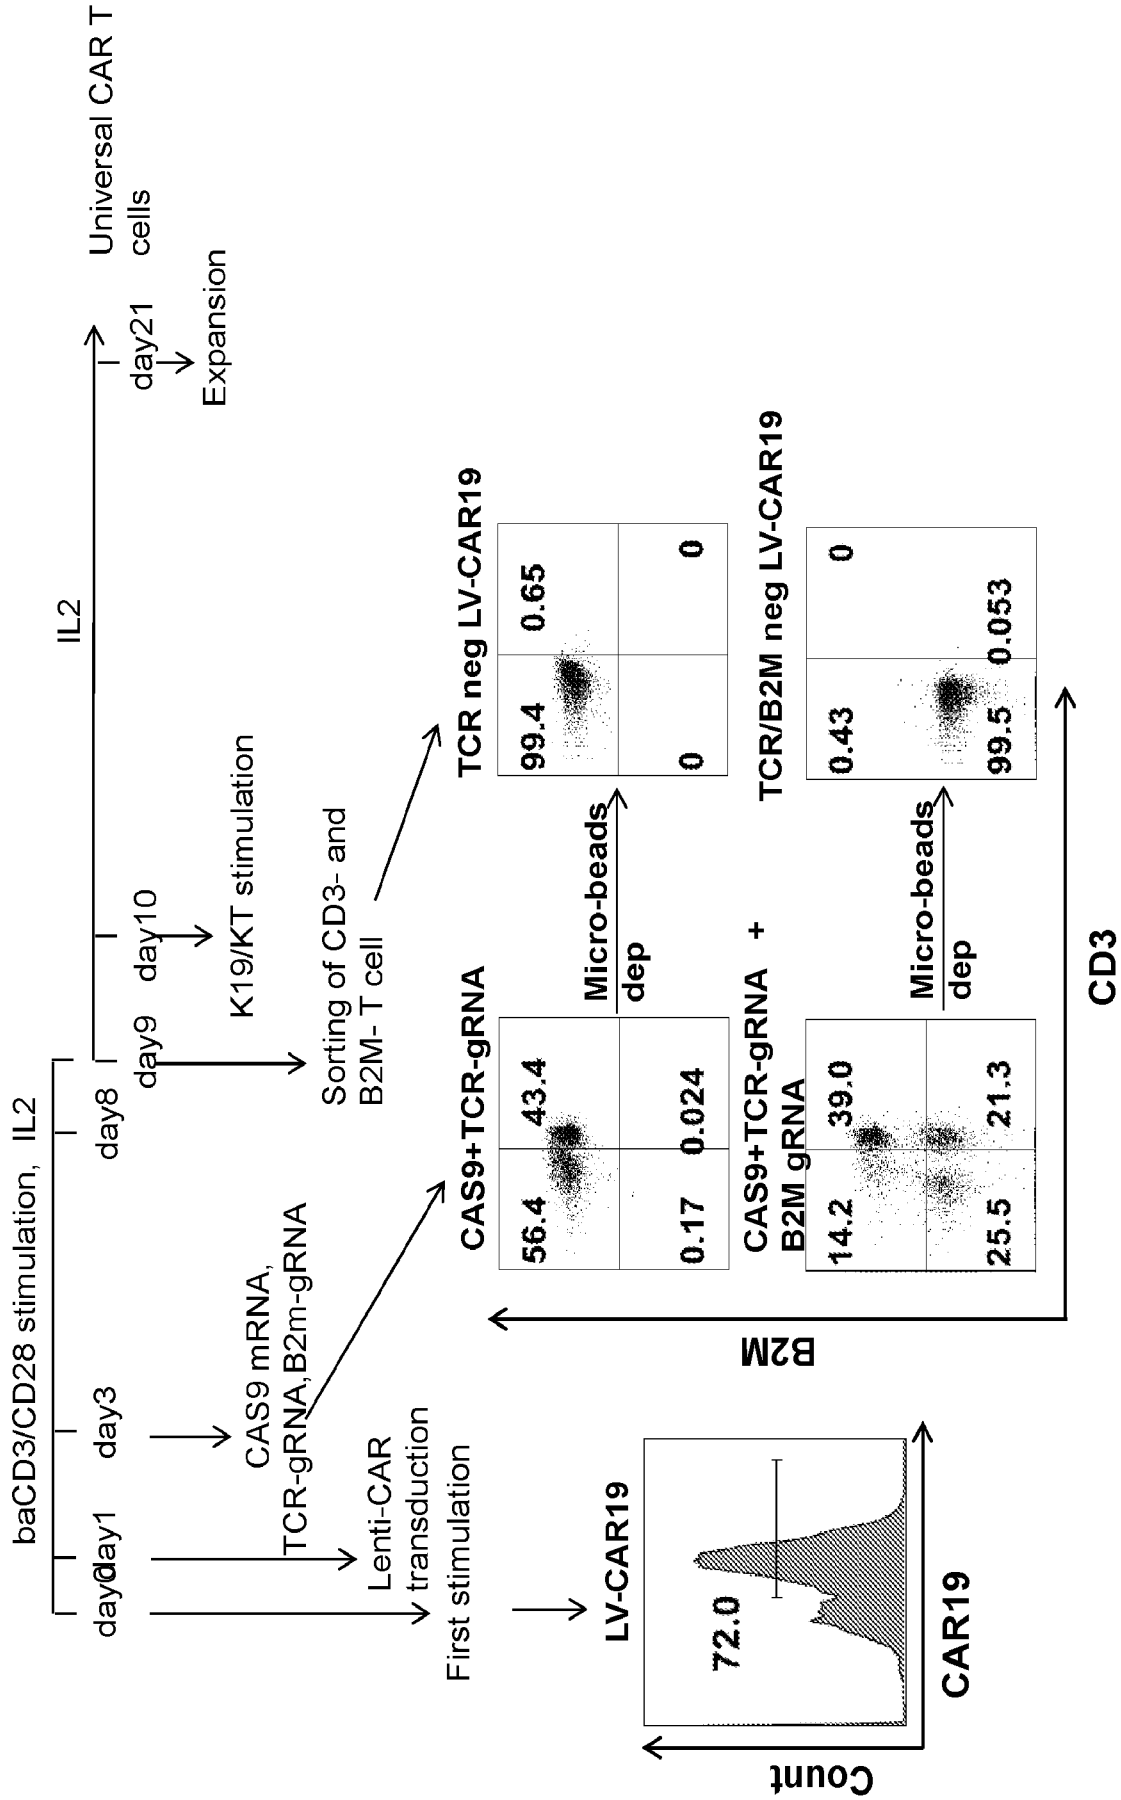 baCD3/CD28 stimulation, IL2
IL2
Universal CAR T
cells
day0
day1
day3
day8
day9
day10
day21
First stimulation
Lenti-CAR
transduction
CAS9 mRNA,
TCR-gRNA,B2m-gRNA
Sorting of CD3- and
B2M- T cell
K19/KT stimulation
Expansion
LV-CAR19
72.0
Count
CAR19
CAS9+TCR-gRNA
56.4
43.4
0.17
0.024
Micro-beads
dep
TCR neg LV-CAR19
99.4
0.65
0
0
CAS9+TCR-gRNA +
B2M gRNA
14.2
39.0
25.5
21.3
Micro-beads
dep
TCR/B2M neg LV-CAR19
0.43
0
99.5
0.053
B2M
CD3